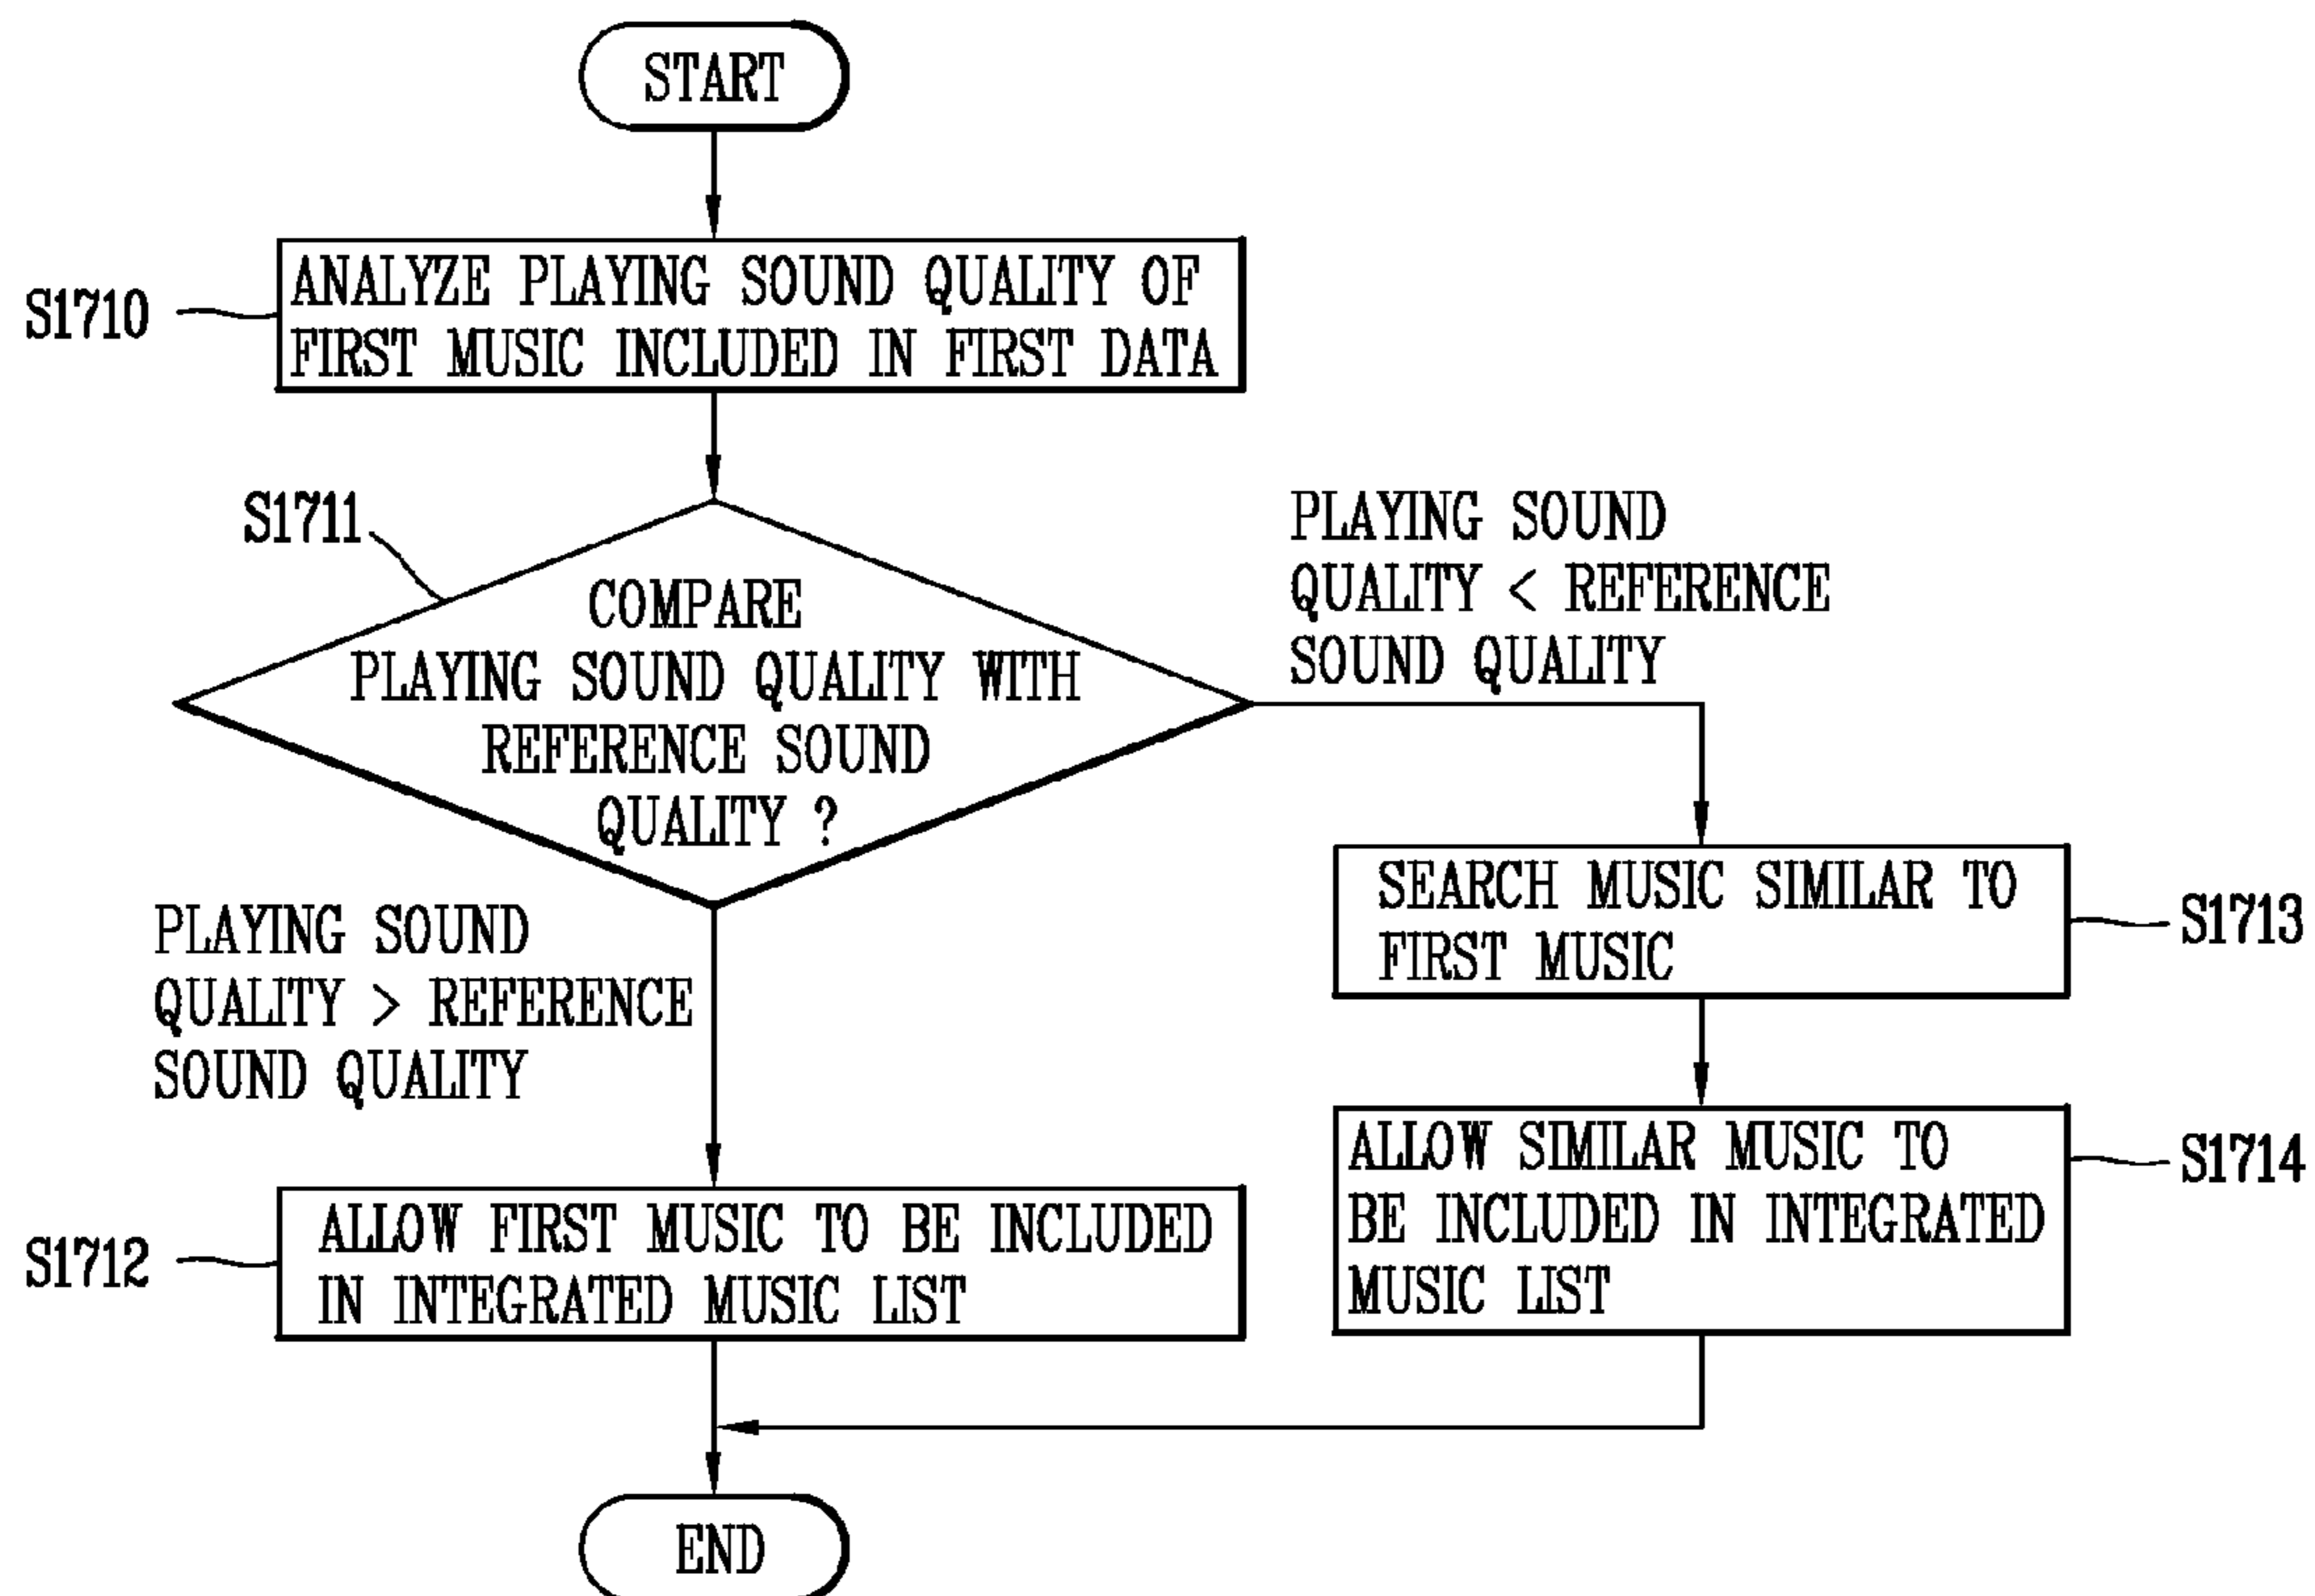 START
S1710
ANALYZE PLAYING SOUND QUALITY OF
FIRST MUSIC INCLUDED IN FIRST DATA
S1711
COMPARE
PLAYING SOUND QUALITY WITH
REFERENCE SOUND
QUALITY ?
PLAYING SOUND
QUALITY < REFERENCE
SOUND QUALITY
SEARCH MUSIC SIMILAR TO
FIRST MUSIC
S1713
PLAYING SOUND
QUALITY > REFERENCE
SOUND QUALITY
ALLOW SIMILAR MUSIC TO
BE INCLUDED IN INTEGRATED
MUSIC LIST
S1714
S1712
ALLOW FIRST MUSIC TO BE INCLUDED
IN INTEGRATED MUSIC LIST
END